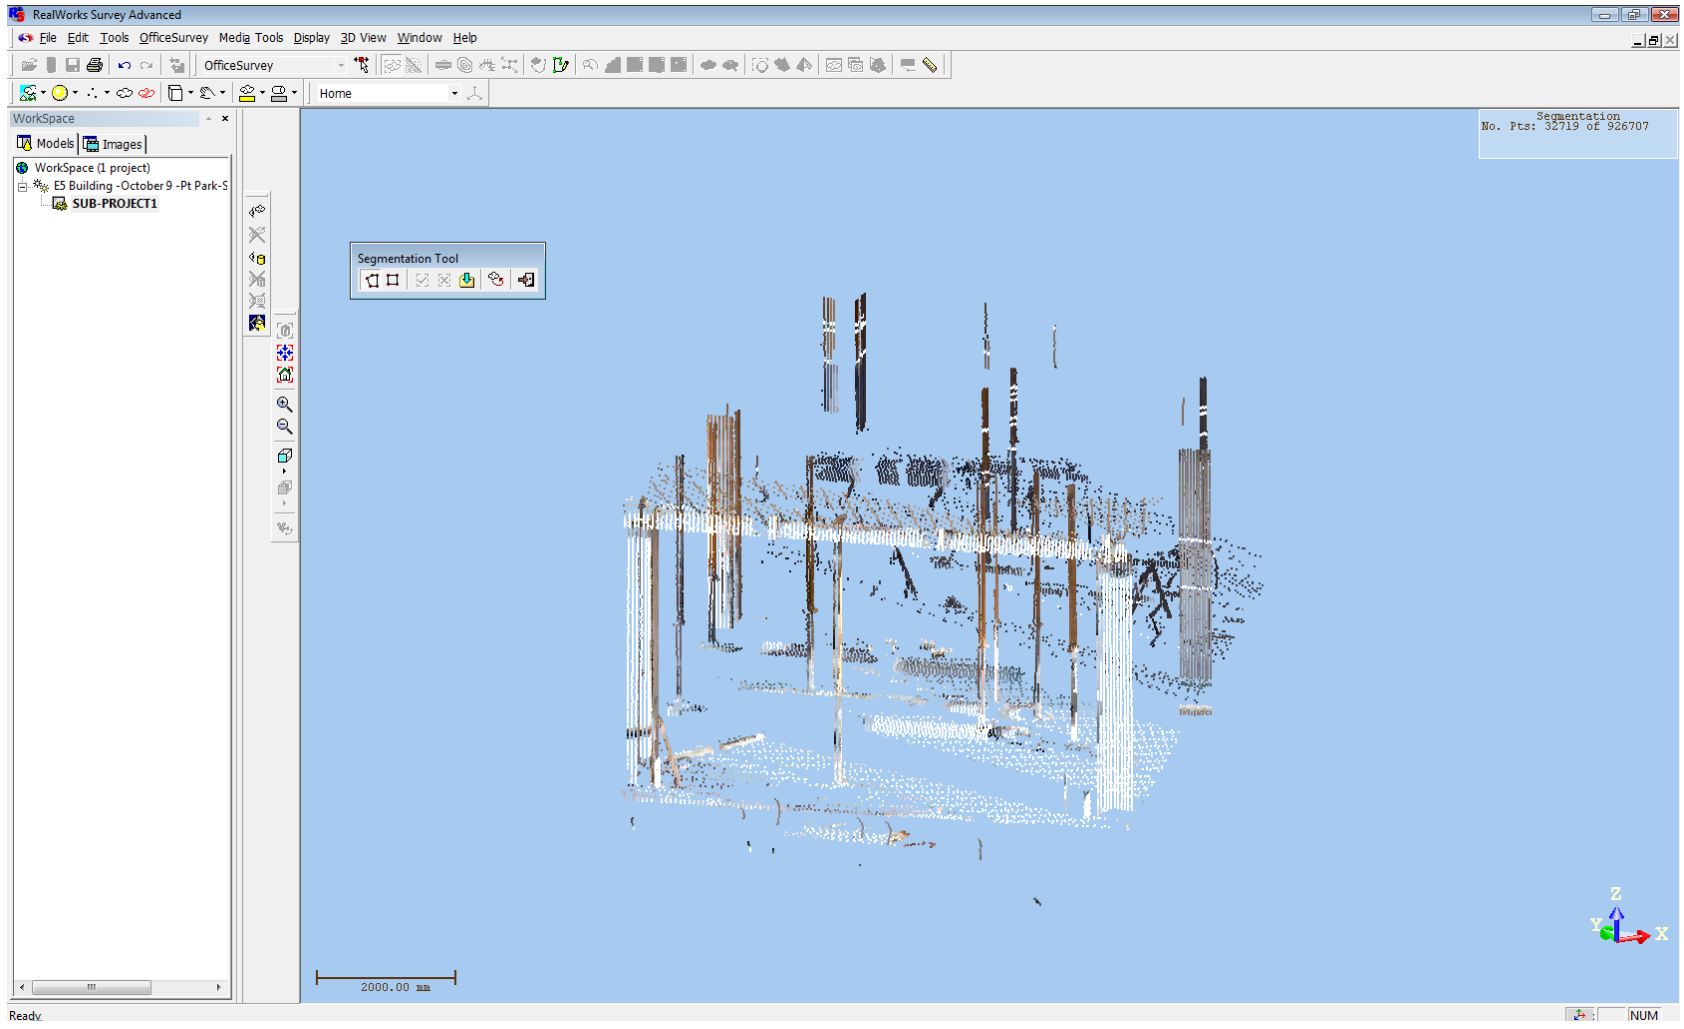 RealWorks Survey Advanced
File Edit Tools OfficeSurvey Media Tools Display 3D View Window Help
OfficeSurvey
Home
WorkSpace
Models Images
WorkSpace (1 project)
E5 Building -October 9 -Pt Park-S
SUB-PROJECT1
Segmentation Tool
Segmentation
No. Pts: 32719 of 926707
Z
Y
X
2000.00 mm
Ready
NUM